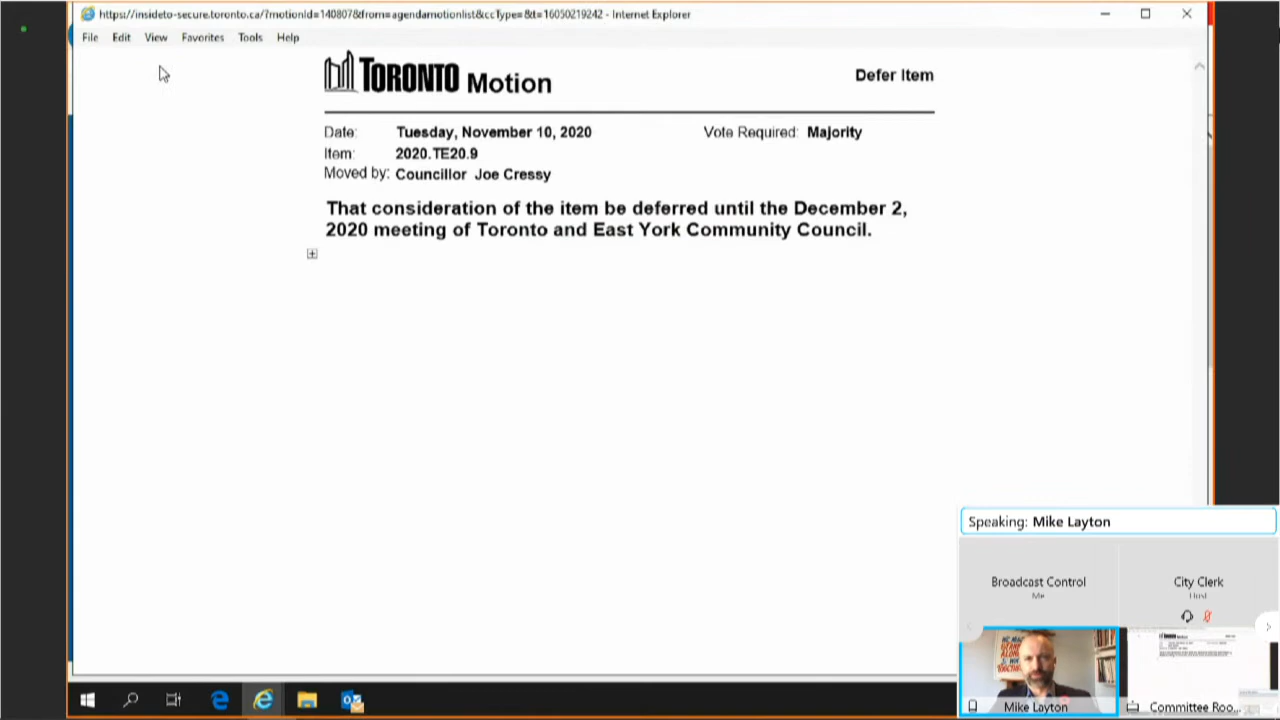 https://insideto-secure.toronto.ca/?motionId=140807&from=agendamotionlist&ccType=&t=16050219242 - Internet Explorer
File Edit View Favorites Tools Help
TORONTO Motion
Defer Item
Date: Tuesday, November 10, 2020
Vote Required: Majority
Item: 2020.TE20.9
Moved by: Councillor Joe Cressy
That consideration of the item be deferred until the December 2,
2020 meeting of Toronto and East York Community Council.
Speaking: Mike Layton
Broadcast Control
Me
City Clerk
Host
Mike Layton
Committee Roo...